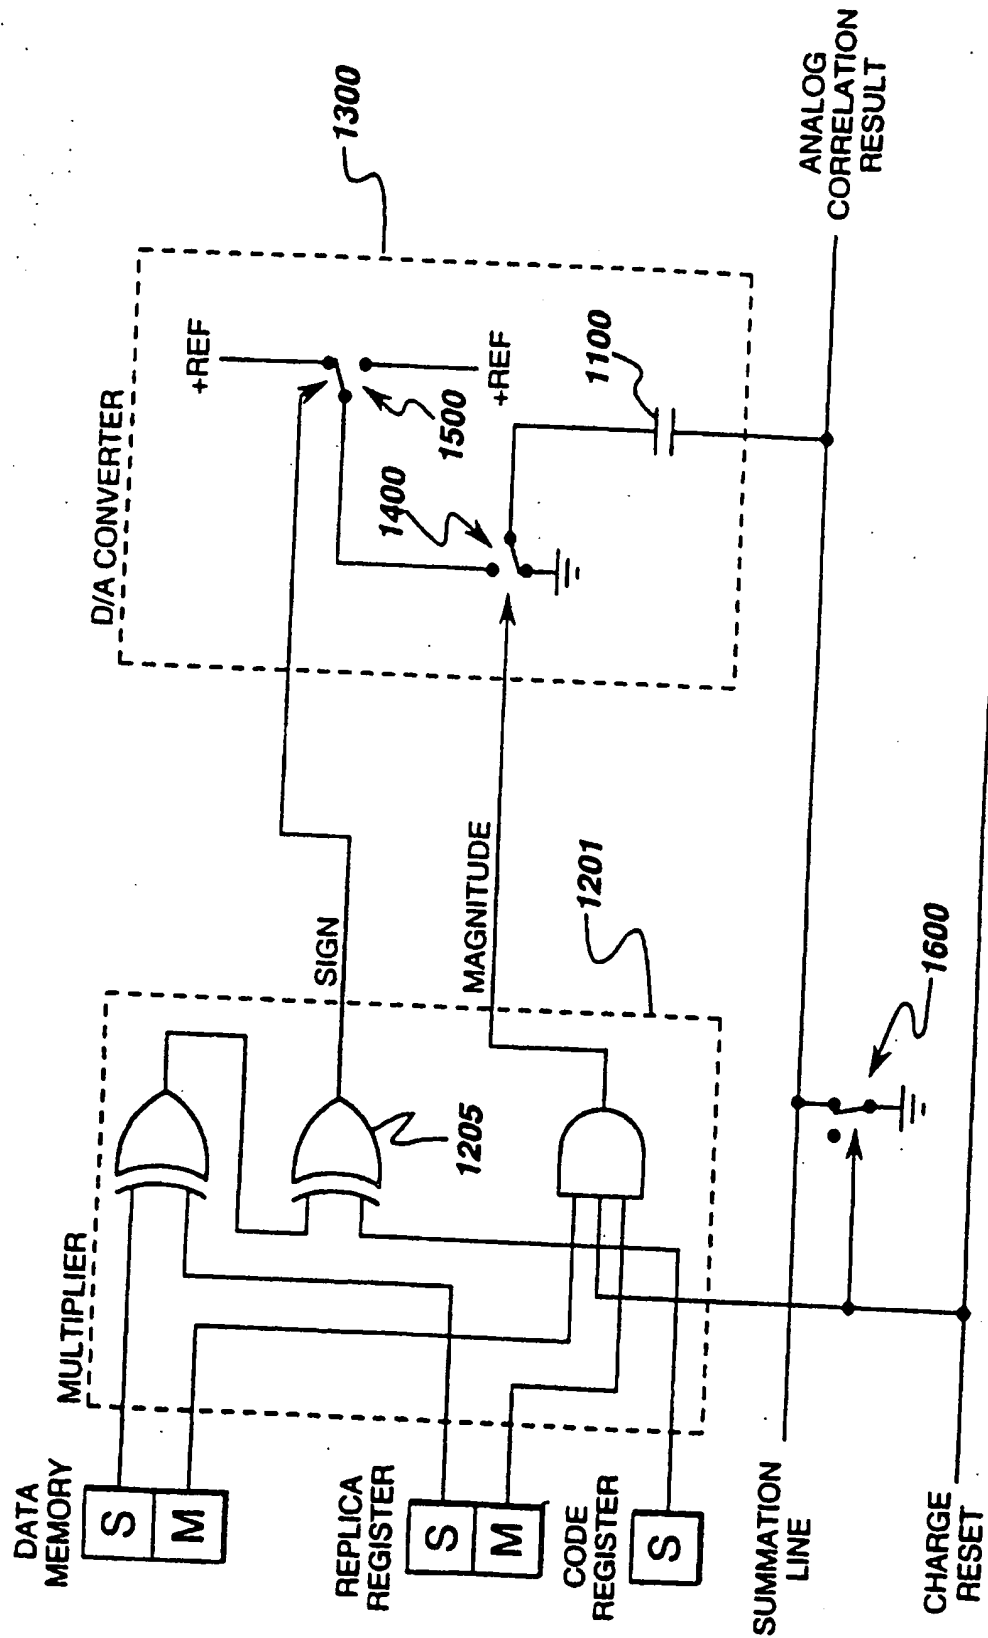 DATA
MEMORY
S
M
REPLICA
REGISTER
S
M
CODE
REGISTER
S
SUMMATION
LINE
CHARGE
RESET
MULTIPLIER
1205
SIGN
MAGNITUDE
1201
1600
D/A CONVERTER
+REF
1500
+REF
1400
1100
1300
ANALOG
CORRELATION
RESULT